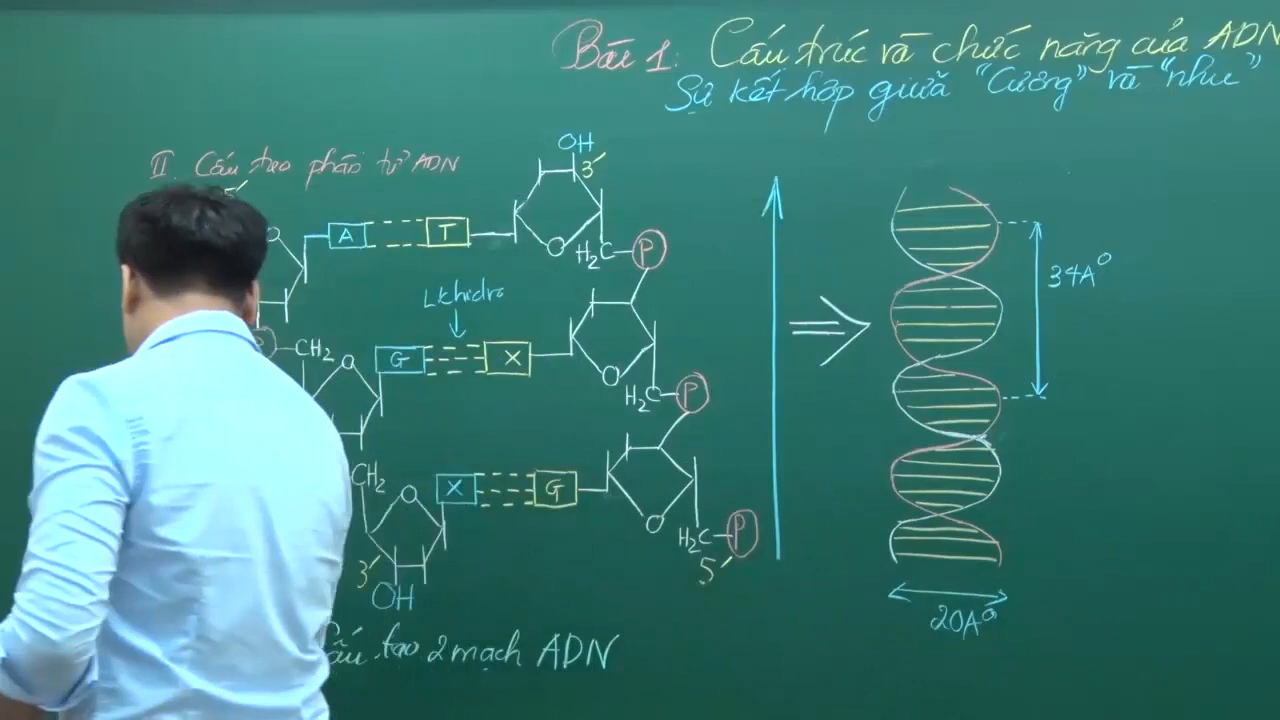 Bài 1: Cấu trúc và chức năng của ADN
Sự kết hợp giữa "Cương" và "nhu"
II. Cấu tạo phân tử ADN
OH
3'
5'
O
A
T
O
H₂C
P
34A°
Lk hiđro
P
CH₂
O
G
X
O
H₂C
P
CH₂
O
X
G
O
H₂C
P
3'
5'
OH
20A°
Cấu tạo 2 mạch ADN